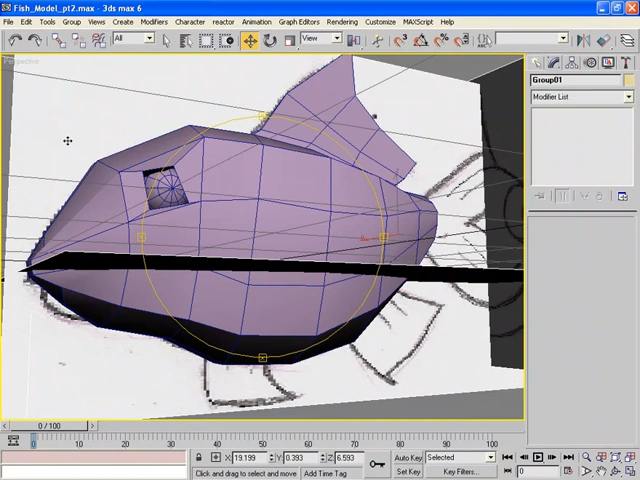 Fish_Model_pt2.max - 3ds max 6
File Edit Tools Group Views Create Modifiers Character reactor Animation Graph Editors Rendering Customize MAXScript Help
All View
Perspective
Group01
Modifier List
0 / 100
0 10 20 30 40 50 60 70 80 90 100
X: 19.199 Y: 0.393 Z: 6.593 Auto Key Selected
Click and drag to select and move Add Time Tag Set Key Key Filters... 0